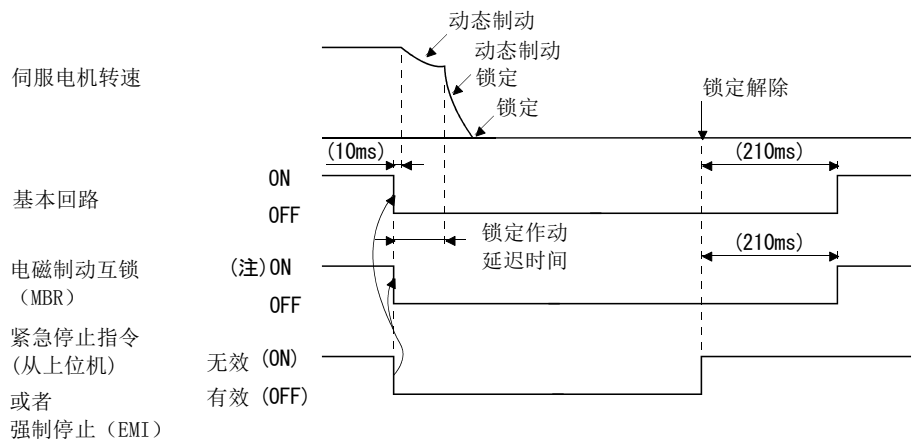 动态制动
动态制动
锁定
锁定
伺服电机转速
锁定解除
(10ms)
(210ms)
基本回路
ON
OFF
锁定作动
延迟时间
(210ms)
电磁制动互锁
（MBR）
(注)ON
OFF
紧急停止指令
(从上位机)
或者
强制停止（EMI）
无效 (ON)
有效 (OFF)